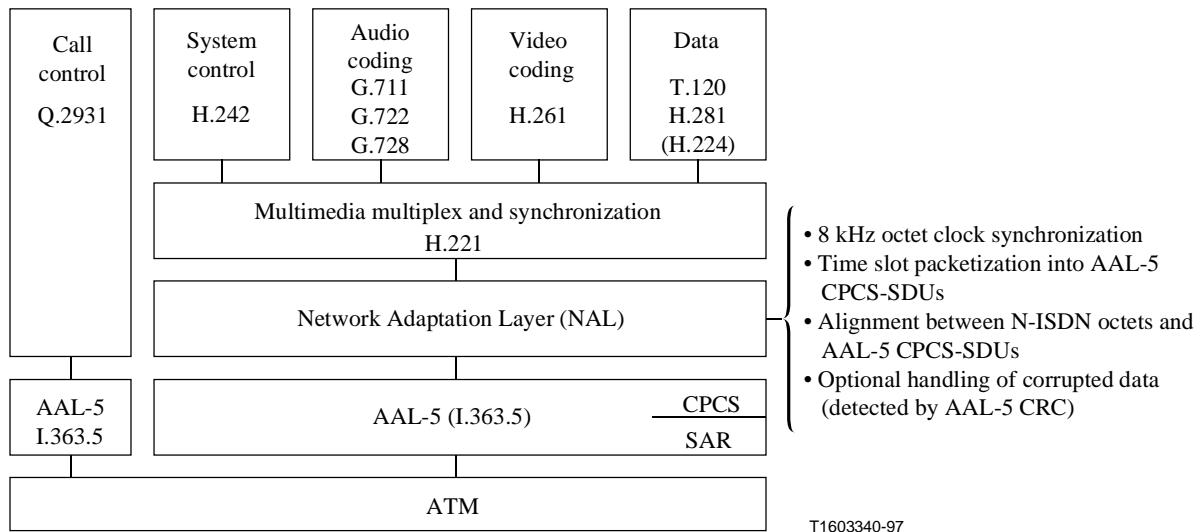 Call
control
Q.2931
System
control
H.242
Audio
coding
G.711
G.722
G.728
Video
coding
H.261
Data
T.120
H.281
(H.224)
Multimedia multiplex and synchronization
H.221
Network Adaptation Layer (NAL)
• 8 kHz octet clock synchronization
• Time slot packetization into AAL-5
CPCS-SDUs
• Alignment between N-ISDN octets and
AAL-5 CPCS-SDUs
• Optional handling of corrupted data
(detected by AAL-5 CRC)
AAL-5
I.363.5
AAL-5 (I.363.5)
CPCS
SAR
ATM
T1603340-97